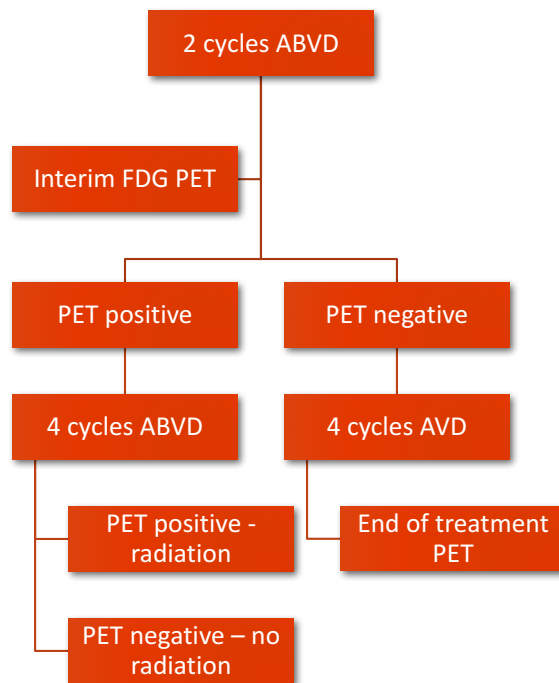 2 cycles ABVD
Interim FDG PET
PET positive
PET negative
4 cycles ABVD
4 cycles AVD
PET positive -
radiation
End of treatment
PET
PET negative – no
radiation